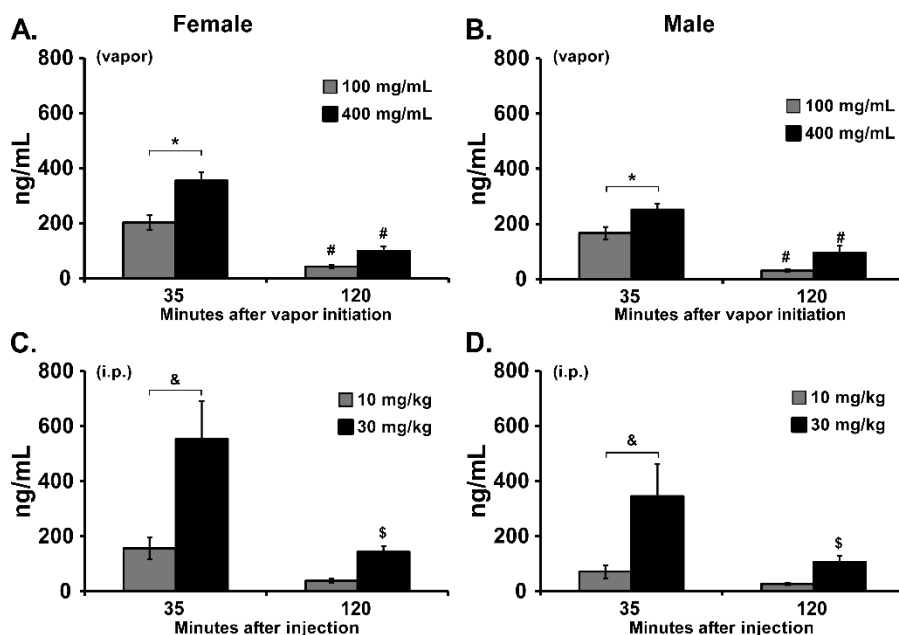 Female
Male
A.
(vapor)
800
600
400
200
0
ng/mL
100 mg/mL
400 mg/mL
*
#
#
35
120
Minutes after vapor initiation
B.
(vapor)
800
600
400
200
0
ng/mL
100 mg/mL
400 mg/mL
*
#
#
35
120
Minutes after vapor initiation
C.
(i.p.)
800
600
400
200
0
ng/mL
10 mg/kg
30 mg/kg
&
$
35
120
Minutes after injection
D.
(i.p.)
800
600
400
200
0
ng/mL
10 mg/kg
30 mg/kg
&
$
35
120
Minutes after injection